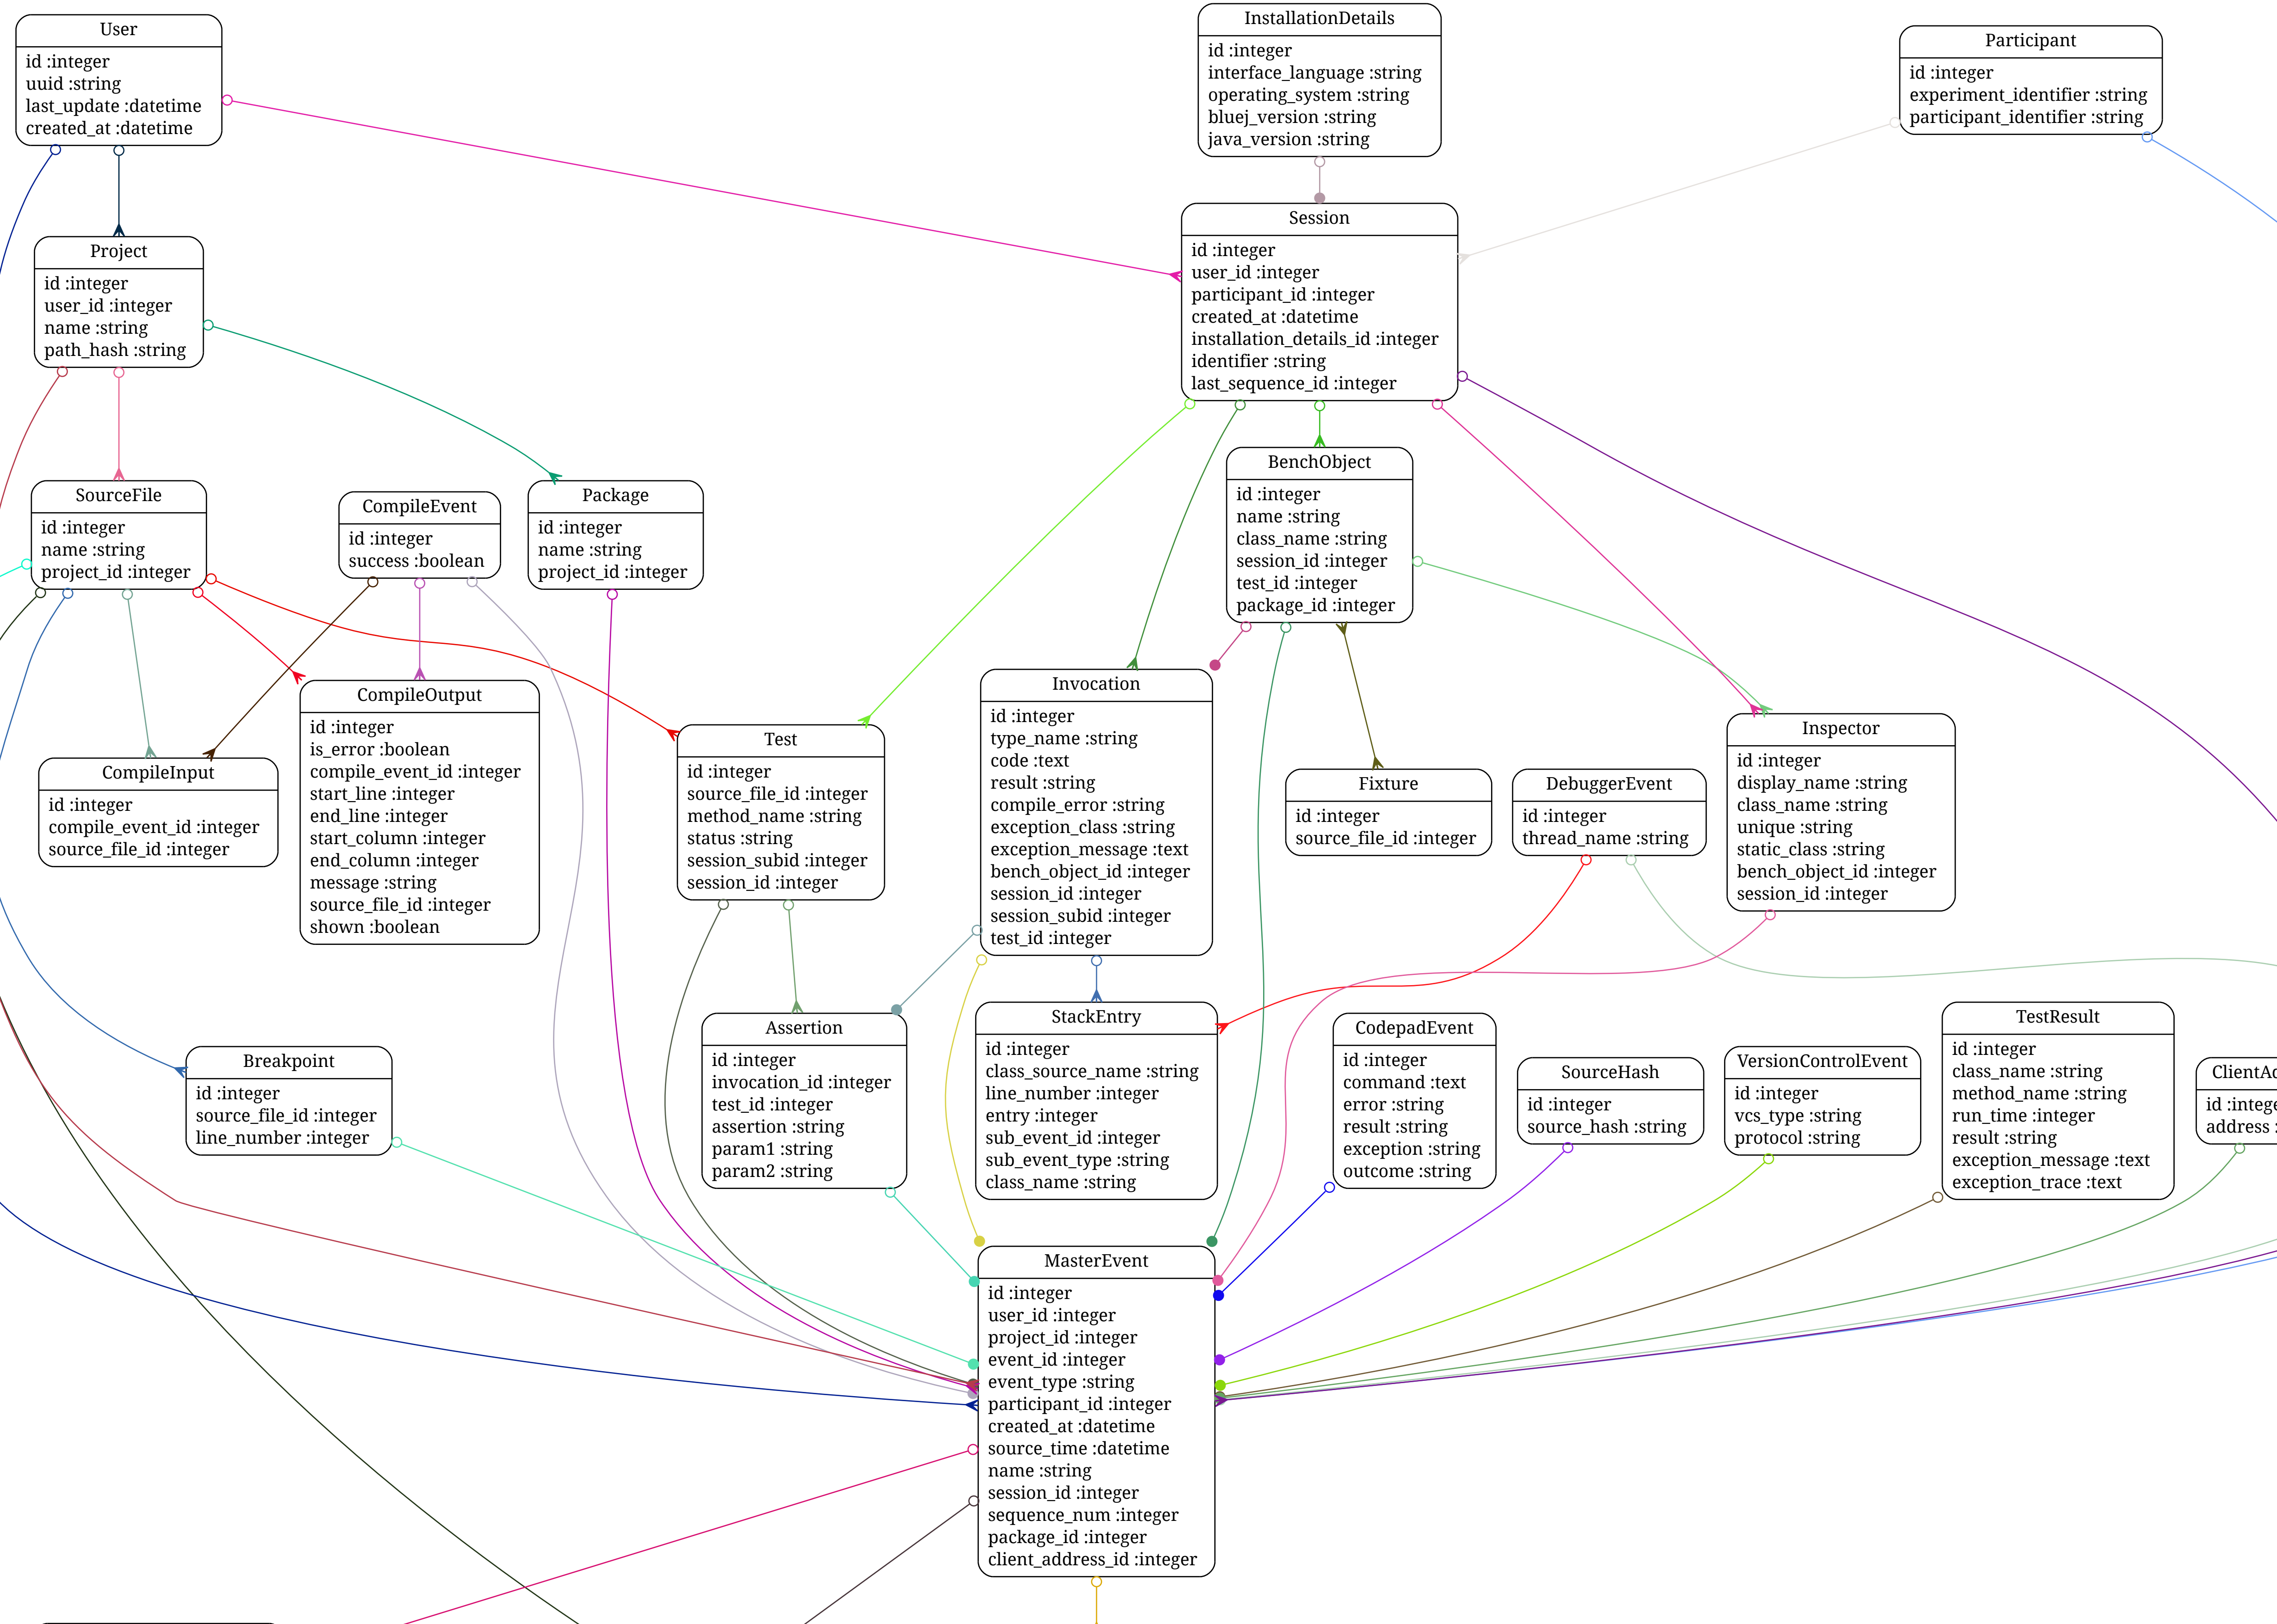 User
id :integer
uuid :string
last_update :datetime
created_at :datetime
InstallationDetails
id :integer
interface_language :string
operating_system :string
bluej_version :string
java_version :string
Participant
id :integer
experiment_identifier :string
participant_identifier :string
Project
id :integer
user_id :integer
name :string
path_hash :string
Session
id :integer
user_id :integer
participant_id :integer
created_at :datetime
installation_details_id :integer
identifier :string
last_sequence_id :integer
SourceFile
id :integer
name :string
project_id :integer
CompileEvent
id :integer
success :boolean
Package
id :integer
name :string
project_id :integer
BenchObject
id :integer
name :string
class_name :string
session_id :integer
test_id :integer
package_id :integer
CompileInput
id :integer
compile_event_id :integer
source_file_id :integer
CompileOutput
id :integer
is_error :boolean
compile_event_id :integer
start_line :integer
end_line :integer
start_column :integer
end_column :integer
message :string
source_file_id :integer
shown :boolean
Test
id :integer
source_file_id :integer
method_name :string
status :string
session_subid :integer
session_id :integer
Invocation
id :integer
type_name :string
code :text
result :string
compile_error :string
exception_class :string
exception_message :text
bench_object_id :integer
session_id :integer
session_subid :integer
test_id :integer
Fixture
id :integer
source_file_id :integer
DebuggerEvent
id :integer
thread_name :string
Inspector
id :integer
display_name :string
class_name :string
unique :string
static_class :string
bench_object_id :integer
session_id :integer
Breakpoint
id :integer
source_file_id :integer
line_number :integer
Assertion
id :integer
invocation_id :integer
test_id :integer
assertion :string
param1 :string
param2 :string
StackEntry
id :integer
class_source_name :string
line_number :integer
entry :integer
sub_event_id :integer
sub_event_type :string
class_name :string
CodepadEvent
id :integer
command :text
error :string
result :string
exception :string
outcome :string
SourceHash
id :integer
source_hash :string
VersionControlEvent
id :integer
vcs_type :string
protocol :string
TestResult
id :integer
class_name :string
method_name :string
run_time :integer
result :string
exception_message :text
exception_trace :text
id
address :
MasterEvent
id :integer
user_id :integer
project_id :integer
event_id :integer
event_type :string
participant_id :integer
created_at :datetime
source_time :datetime
name :string
session_id :integer
sequence_num :integer
package_id :integer
client_address_id :integer